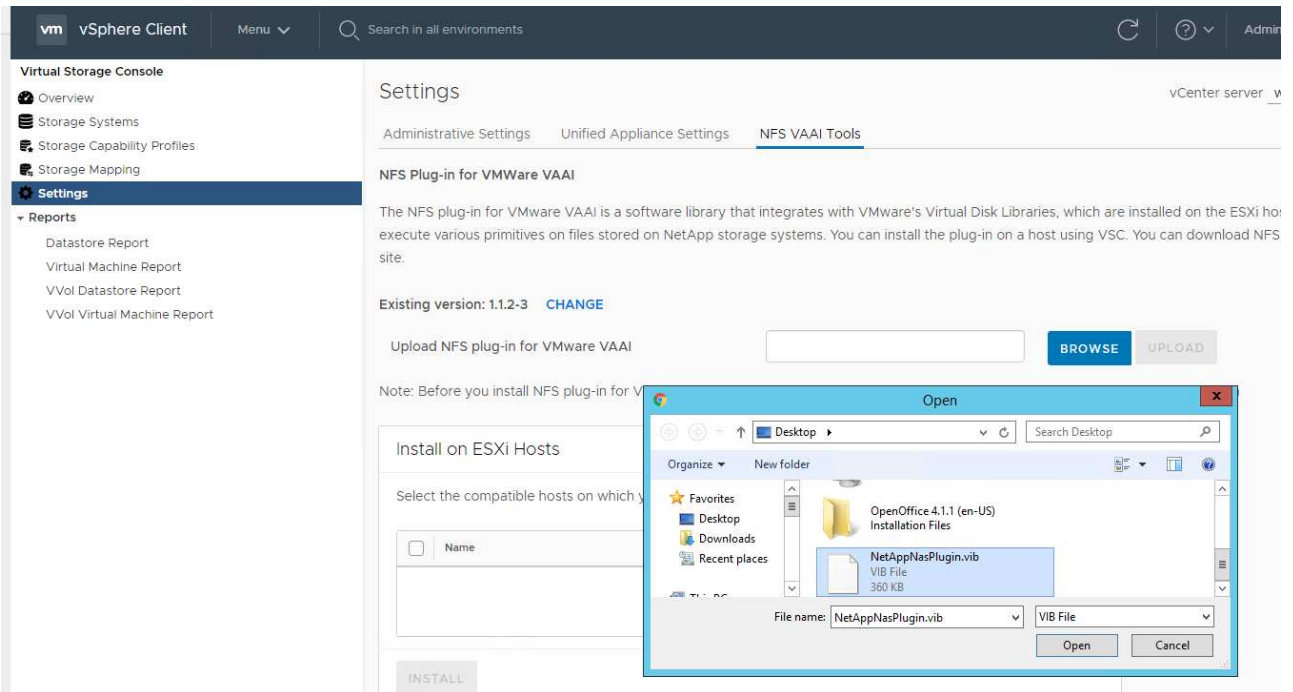 vm vSphere Client Menu Search in all environments Admin
Virtual Storage Console
Overview
Storage Systems
Storage Capability Profiles
Storage Mapping
Settings
Reports
Datastore Report
Virtual Machine Report
VVol Datastore Report
VVol Virtual Machine Report
Settings
vCenter server
Administrative Settings Unified Appliance Settings NFS VAAI Tools
NFS Plug-in for VMWare VAAI
The NFS plug-in for VMware VAAI is a software library that integrates with VMware's Virtual Disk Libraries, which are installed on the ESXi hos
execute various primitives on files stored on NetApp storage systems. You can install the plug-in on a host using VSC. You can download NFS
site.
Existing version: 1.1.2-3 CHANGE
Upload NFS plug-in for VMware VAAI
BROWSE UPLOAD
Note: Before you install NFS plug-in for V
Install on ESXi Hosts
Select the compatible hosts on which y
Name
INSTALL
Open x
Desktop
Search Desktop
Organize New folder
Favorites
Desktop
Downloads
Recent places
This PC
OpenOffice 4.1.1 (en-US)
Installation Files
NetAppNasPlugin.vib
VIB File
360 KB
File name: NetAppNasPlugin.vib VIB File
Open Cancel